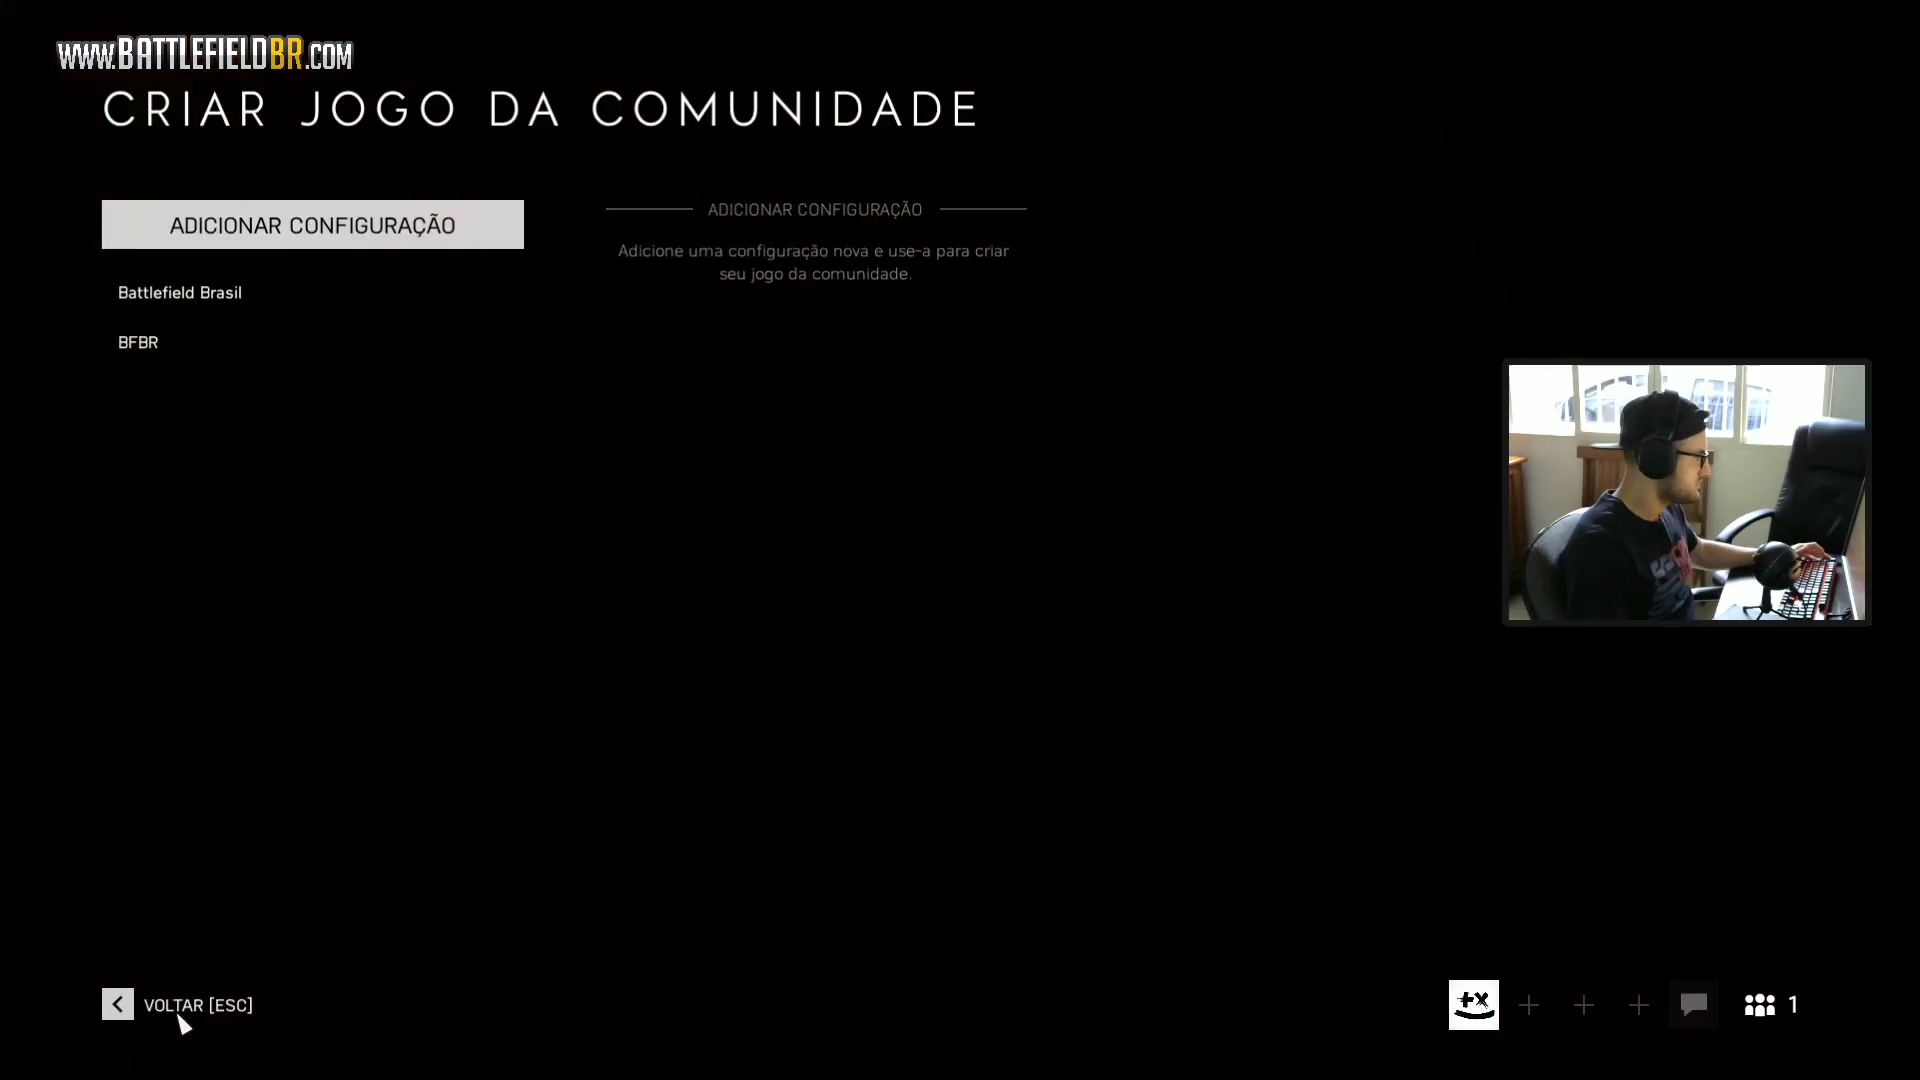 www.BATTLEFIELDBR.com
CRIAR JOGO DA COMUNIDADE
ADICIONAR CONFIGURAÇÃO
Battlefield Brasil
BFBR
ADICIONAR CONFIGURAÇÃO
Adicione uma configuração nova e use-a para criar
seu jogo da comunidade.
VOLTAR [ESC]
1